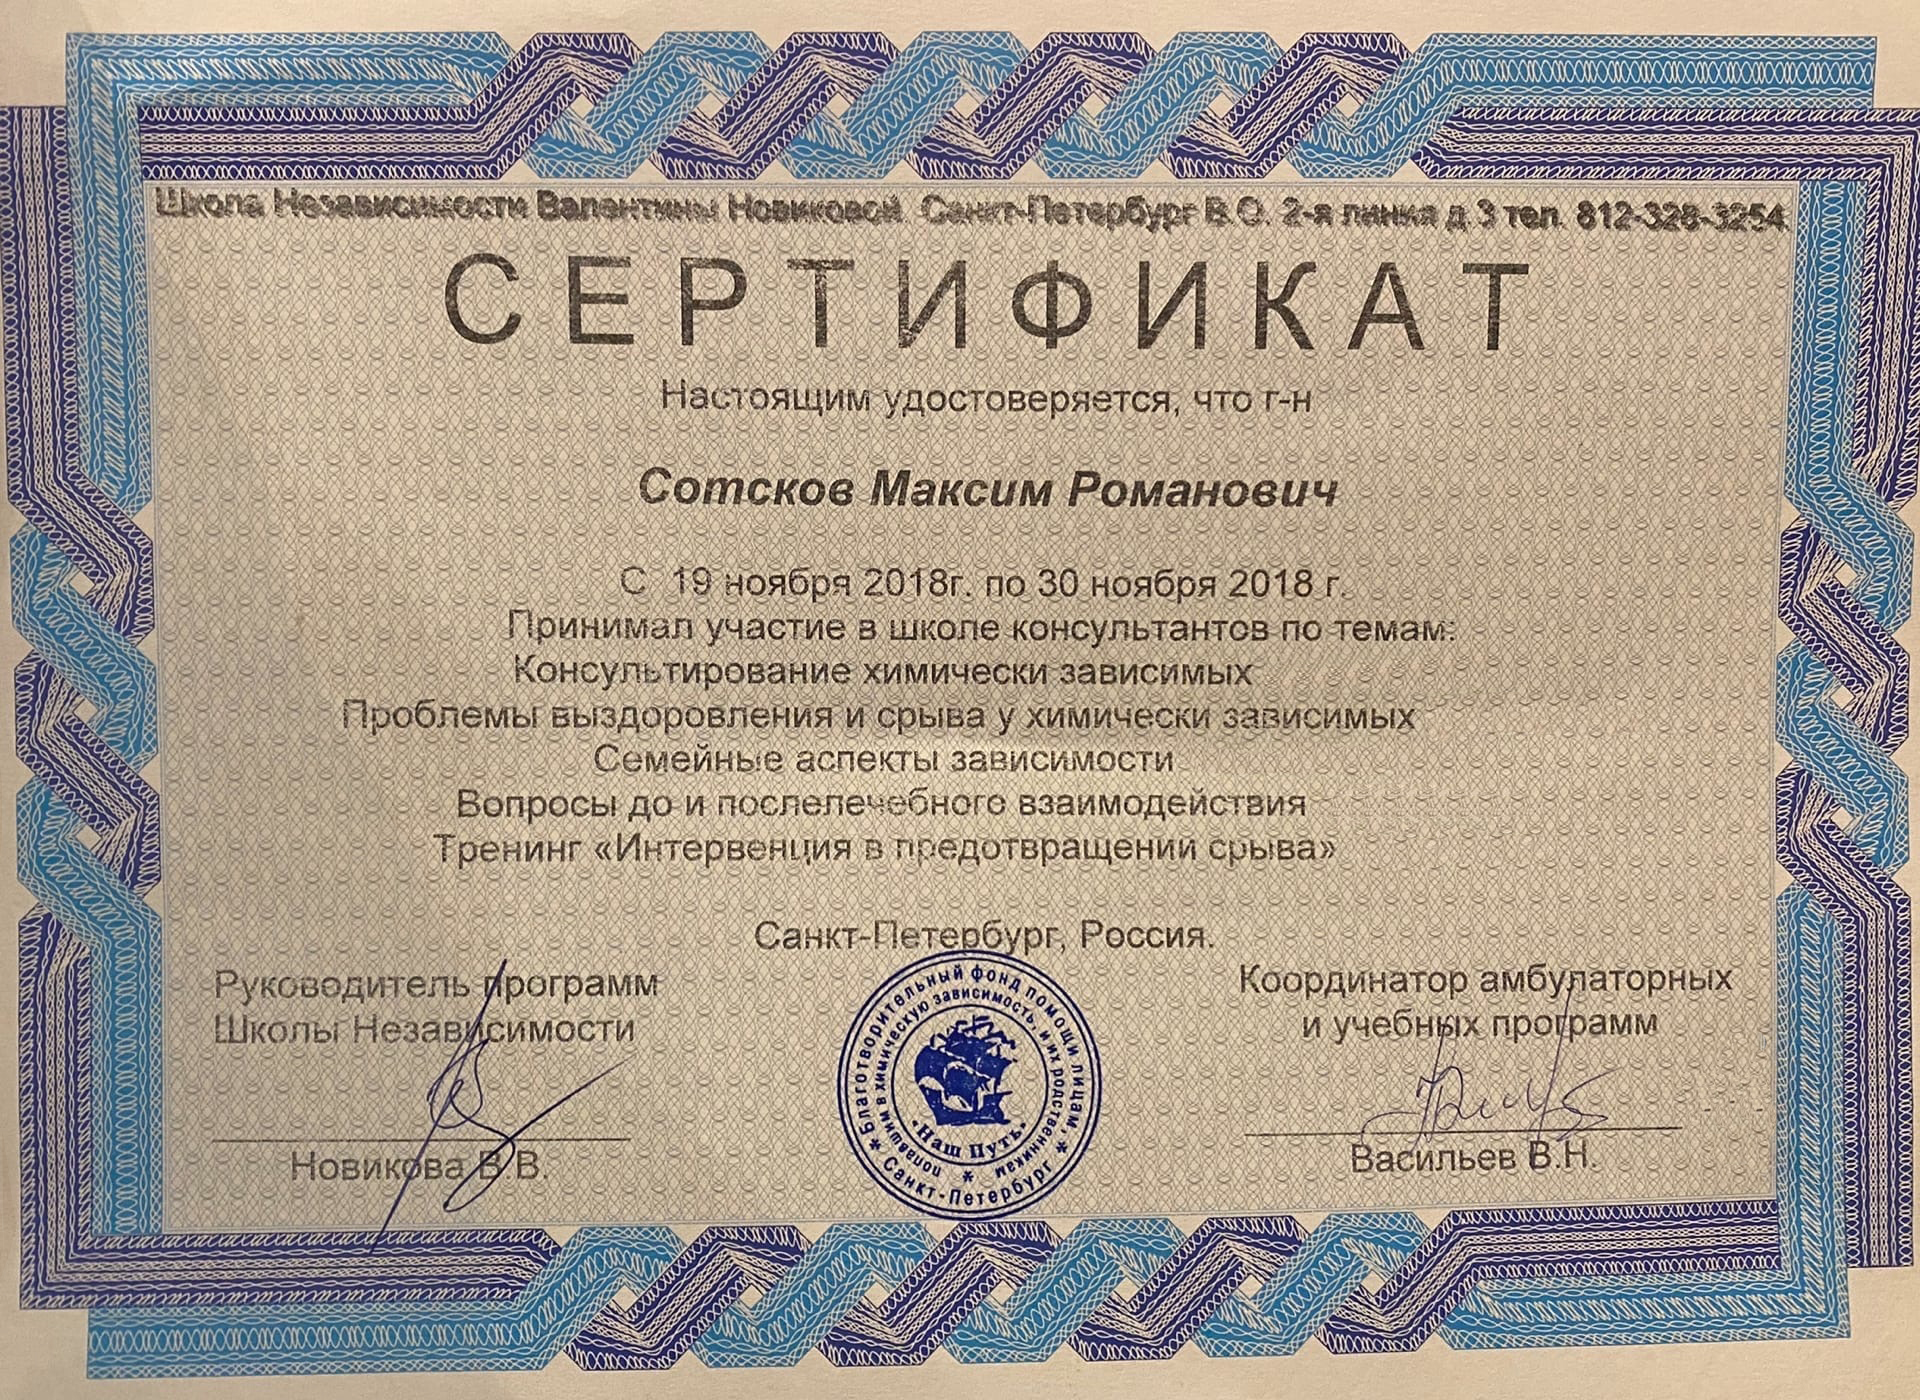 Школа Независимости Валентины Новиковой. Санкт-Петербург В.О. 2-я линия д.3 тел. 812-328-3254.
СЕРТИФИКАТ
Настоящим удостоверяется, что г-н
Сотсков Максим Романович
С 19 ноября 2018г. по 30 ноября 2018 г.
Принимал участие в школе консультантов по темам:
Консультирование химически зависимых
Проблемы выздоровления и срыва у химически зависимых
Семейные аспекты зависимости
Вопросы до и послелечебного взаимодействия
Тренинг «Интервенция в предотвращении срыва»
Санкт-Петербург, Россия.
Руководитель программ
Школы Независимости
Новикова В.В.
Благотворительный фонд помощи лицам,
попавшим в химическую зависимость, и их родственникам
«Наш Путь»
* Санкт-Петербург *
Координатор амбулаторных
и учебных программ
Васильев В.Н.